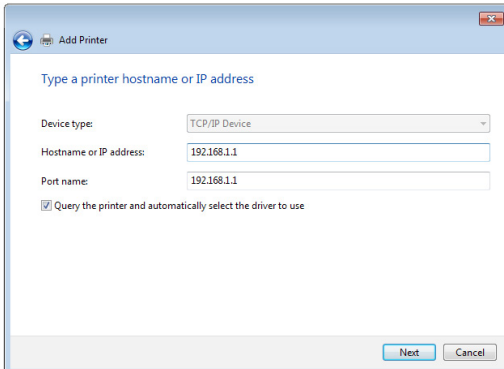 Add Printer
Type a printer hostname or IP address
Device type: TCP/IP Device
Hostname or IP address: 192.168.1.1
Port name: 192.168.1.1
Query the printer and automatically select the driver to use
Next Cancel